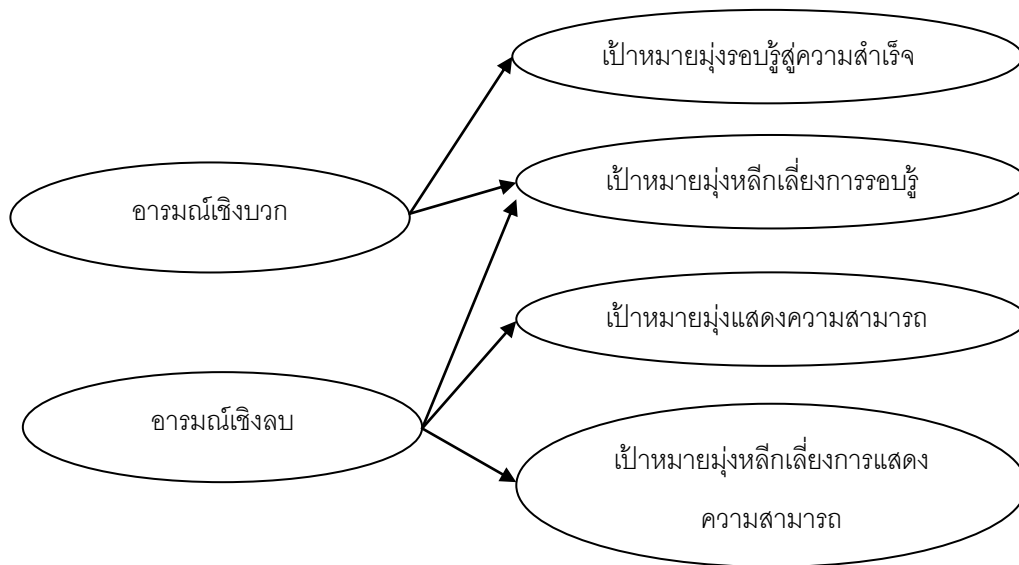 เป้าหมายมุ่งรอบรู้สู่ความสำเร็จ
เป้าหมายมุ่งหลีกเลี่ยงการรอบรู้
อารมณ์เชิงบวก
เป้าหมายมุ่งแสดงความสามารถ
อารมณ์เชิงลบ
เป้าหมายมุ่งหลีกเลี่ยงการแสดง
ความสามารถ